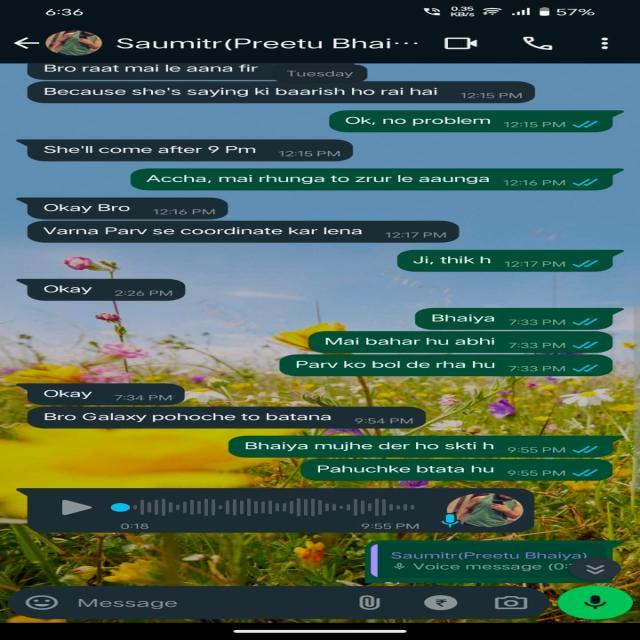 6:36
0.35
KB/s
57%
Saumitr(Preetu Bhai...
Bro raat mai le aana fir
Tuesday
Because she's saying ki baarish ho rai hai 12:15 PM
Ok, no problem 12:15 PM
She'll come after 9 Pm 12:15 PM
Accha, mai rhunga to zrur le aaunga 12:16 PM
Okay Bro 12:16 PM
Varna Parv se coordinate kar lena 12:17 PM
Ji, thik h 12:17 PM
Okay 2:26 PM
Bhaiya 7:33 PM
Mai bahar hu abhi 7:33 PM
Parv ko bol de rha hu 7:33 PM
Okay 7:34 PM
Bro Galaxy pohoche to batana 9:54 PM
Bhaiya mujhe der ho skti h 9:55 PM
Pahuchke btata hu 9:55 PM
0:18 9:55 PM
Saumitr(Preetu Bhaiya)
Voice message (0:
Message